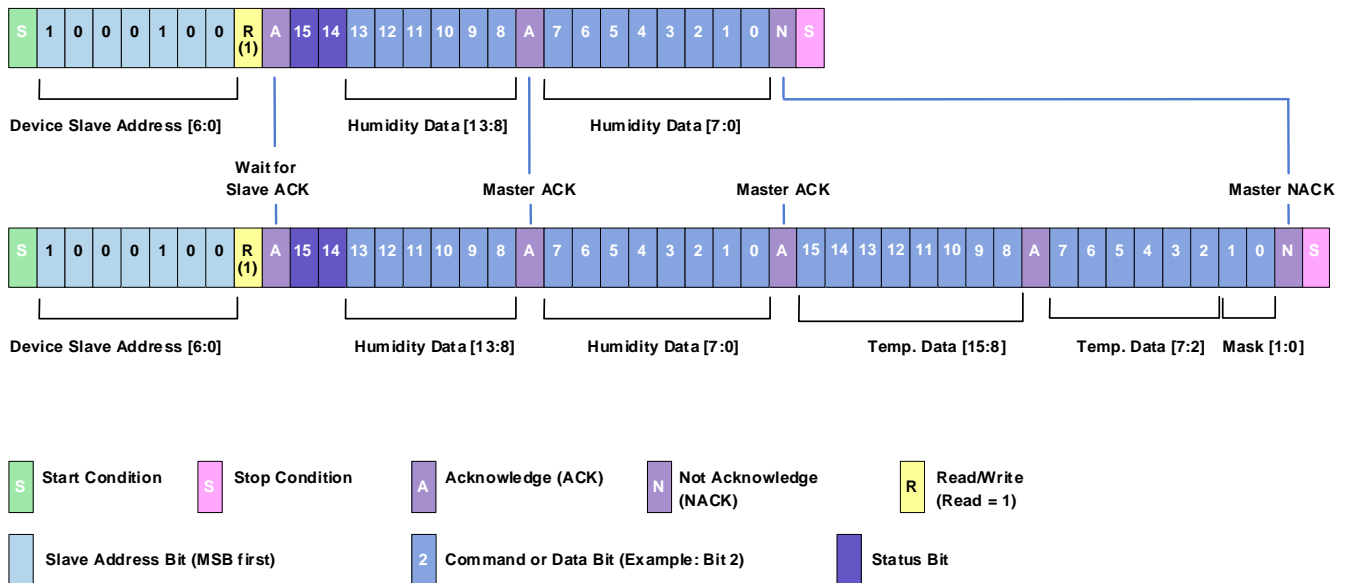 S 1 0 0 0 1 0 0 R (1) A 15 14 13 12 11 10 9 8 A 7 6 5 4 3 2 1 0 N S
Device Slave Address [6:0] Humidity Data [13:8] Humidity Data [7:0]
Wait for
Slave ACK Master ACK Master ACK Master NACK
S 1 0 0 0 1 0 0 R (1) A 15 14 13 12 11 10 9 8 A 7 6 5 4 3 2 1 0 A 15 14 13 12 11 10 9 8 A 7 6 5 4 3 2 1 0 N S
Device Slave Address [6:0] Humidity Data [13:8] Humidity Data [7:0] Temp. Data [15:8] Temp. Data [7:2] Mask [1:0]
S Start Condition S Stop Condition A Acknowledge (ACK) N Not Acknowledge (NACK) R Read/Write (Read = 1)
Slave Address Bit (MSB first) 2 Command or Data Bit (Example: Bit 2) Status Bit